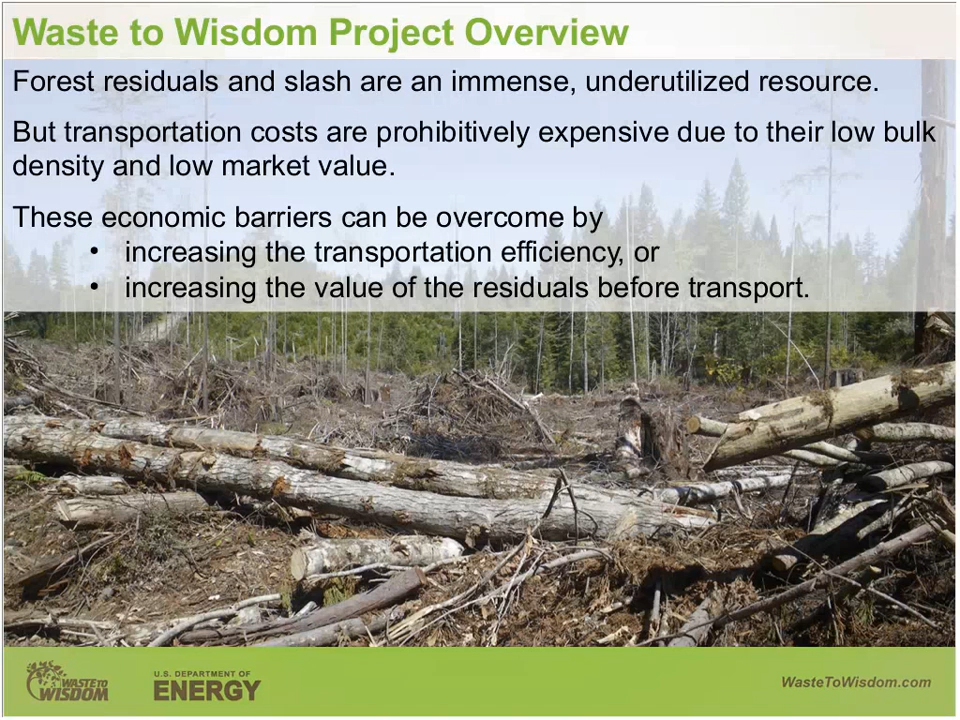 Waste to Wisdom Project Overview
Forest residuals and slash are an immense, underutilized resource.
But transportation costs are prohibitively expensive due to their low bulk
density and low market value.
These economic barriers can be overcome by
• increasing the transportation efficiency, or
• increasing the value of the residuals before transport.
WASTE TO
WISDOM
U.S. DEPARTMENT OF
ENERGY
WasteToWisdom.com